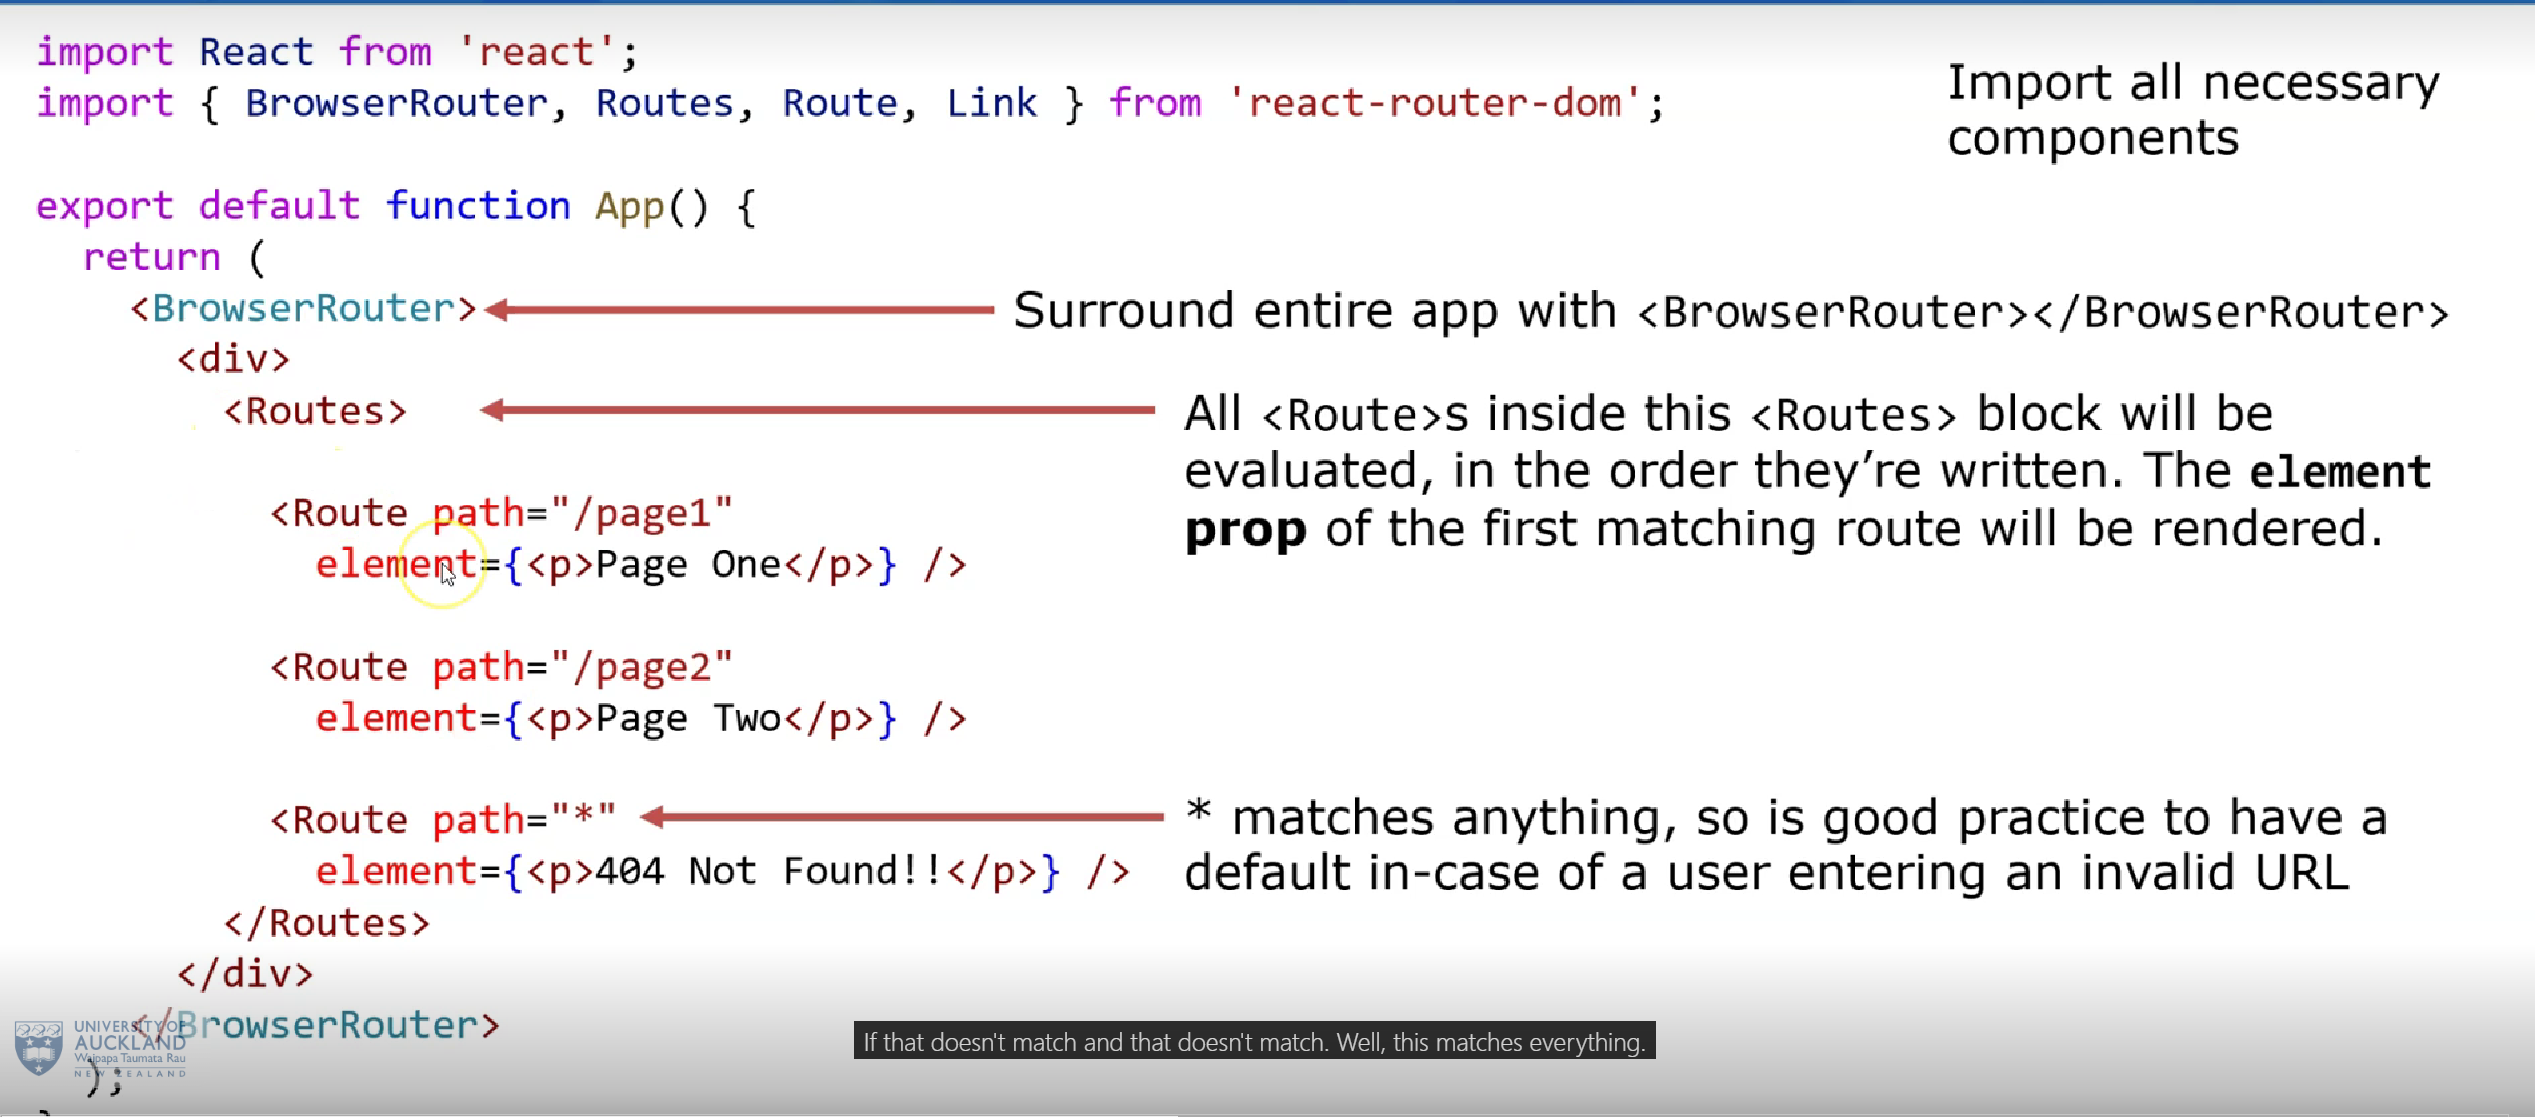 import React from 'react';
import { BrowserRouter, Routes, Route, Link } from 'react-router-dom';
Import all necessary
components
export default function App() {
return (
<BrowserRouter>
Surround entire app with <BrowserRouter></BrowserRouter>
<div>
<Routes>
All <Route>s inside this <Routes> block will be
evaluated, in the order they’re written. The element
prop of the first matching route will be rendered.
<Route path="/page1"
element={<p>Page One</p>} />
<Route path="/page2"
element={<p>Page Two</p>} />
<Route path="*"
element={<p>404 Not Found!!</p>} />
* matches anything, so is good practice to have a
default in-case of a user entering an invalid URL
</Routes>
</div>
</BrowserRouter>
);
}
UNIVERSITY OF
AUCKLAND
Waipapa Taumata Rau
NEW ZEALAND
If that doesn't match and that doesn't match. Well, this matches everything.